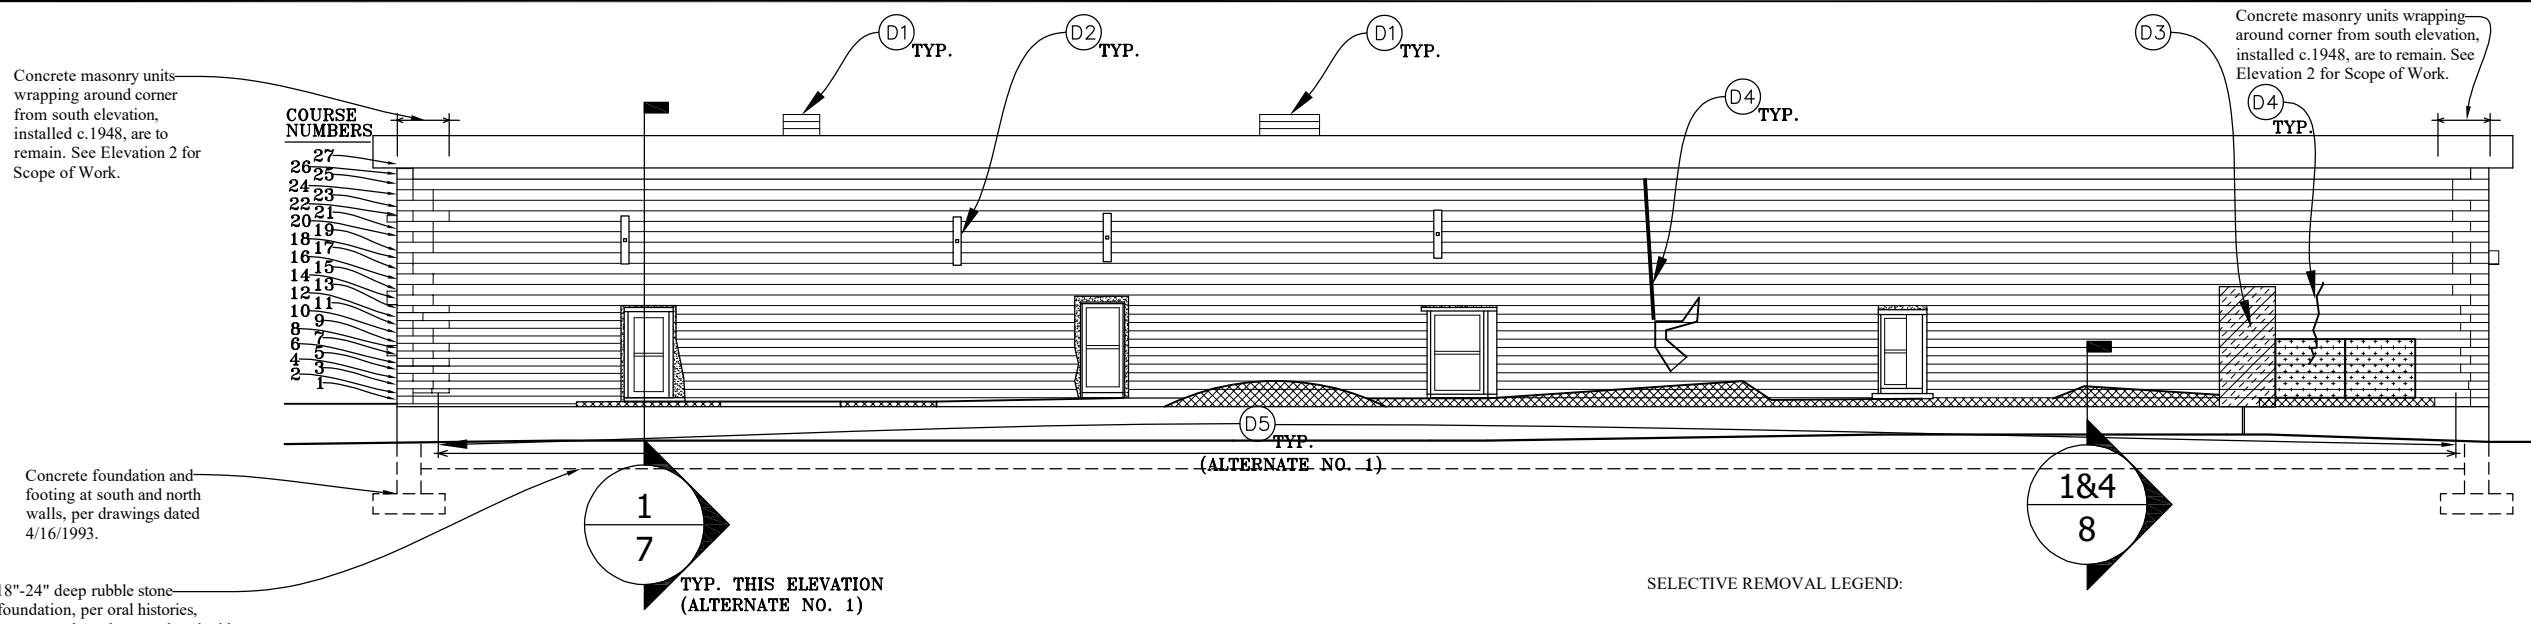 D1
TYP.
D2
TYP.
D1
TYP.
D3
Concrete masonry units wrapping
around corner from south elevation,
installed c.1948, are to remain. See
Elevation 2 for Scope of Work.
Concrete masonry units
wrapping around corner
from south elevation,
installed c.1948, are to
remain. See Elevation 2 for
Scope of Work.
D4
TYP.
D4
TYP.
COURSE
NUMBERS
27
26
25
24
23
22
21
20
19
18
17
16
15
14
13
12
11
10
9
8
7
6
5
4
3
2
1
D5
TYP.
(ALTERNATE NO. 1)
Concrete foundation and
footing at south and north
walls, per drawings dated
4/16/1993.
1
7
1&4
8
18"-24" deep rubble stone
foundation, per oral histories,
TYP. THIS ELEVATION
(ALTERNATE NO. 1)
SELECTIVE REMOVAL LEGEND: